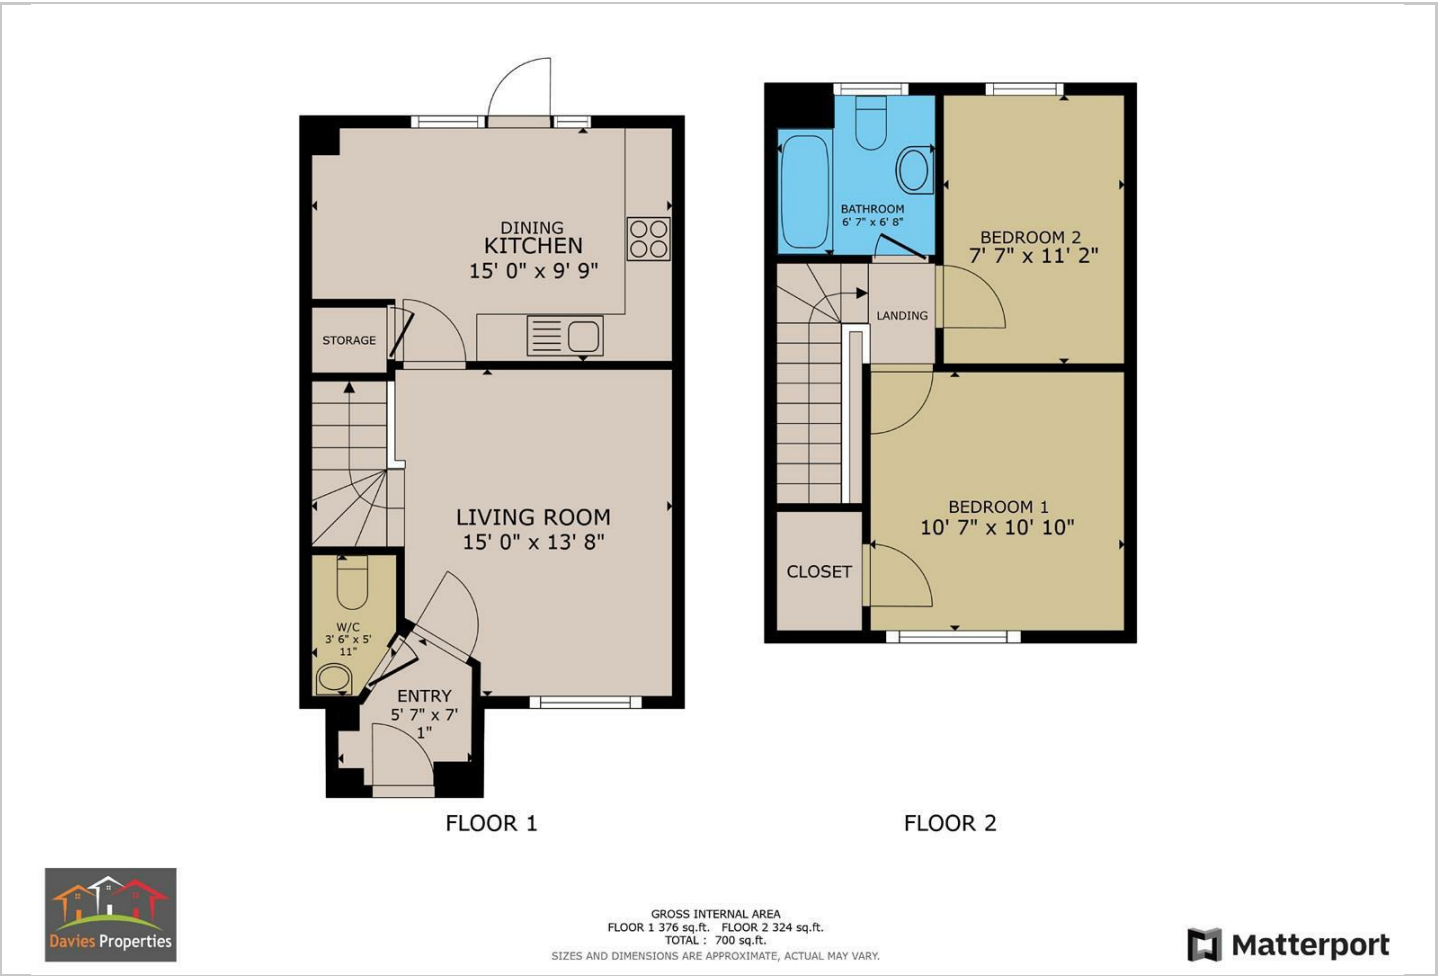 DINING
KITCHEN
15' 0" x 9' 9"
STORAGE
LIVING ROOM
15' 0" x 13' 8"
W/C
3' 6" x 5'
11"
ENTRY
5' 7" x 7'
1"
FLOOR 1
BATHROOM
6' 7" x 6' 8"
BEDROOM 2
7' 7" x 11' 2"
LANDING
BEDROOM 1
10' 7" x 10' 10"
CLOSET
FLOOR 2
Davies Properties
GROSS INTERNAL AREA
FLOOR 1 376 sq.ft. FLOOR 2 324 sq.ft.
TOTAL : 700 sq.ft.
SIZES AND DIMENSIONS ARE APPROXIMATE, ACTUAL MAY VARY.
Matterport